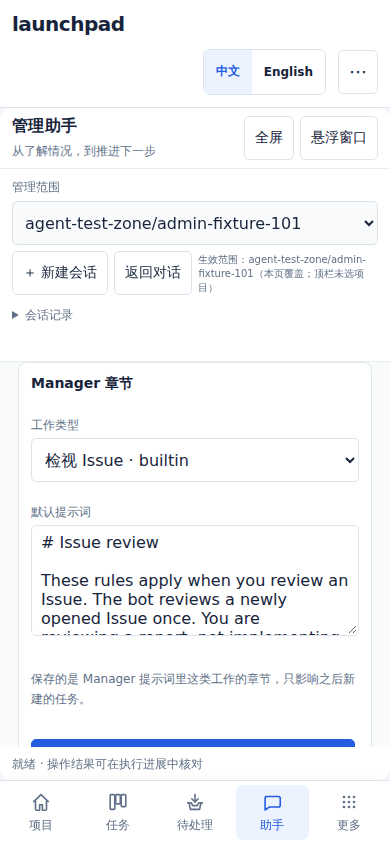 launchpad
中文
English
⋯
管理助手
从了解情况，到推进下一步
全屏
悬浮窗口
管理范围
agent-test-zone/admin-fixture-101
＋ 新建会话
返回对话
生效范围：agent-test-zone/admin-
fixture-101（本页覆盖；顶栏未选项
目）
▶ 会话记录
Manager 章节
工作类型
检视 Issue · builtin
默认提示词
# Issue review
These rules apply when you review an
Issue. The bot reviews a newly
opened Issue once. You are
reviewing a report, not implementing
保存的是 Manager 提示词里这类工作的章节，只影响之后新
建的任务。
就绪 · 操作结果可在执行进展中核对
项目
任务
待处理
助手
更多